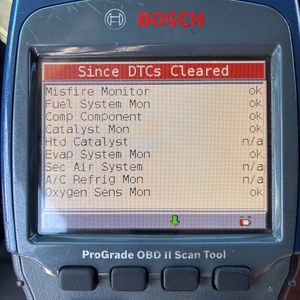 BOSCH
Since DTCs Cleared
Misfire Monitor ok
Fuel System Mon ok
Comp Component ok
Catalyst Mon ok
Htd Catalyst n/a
Evap System Mon ok
Sec Air System n/a
A/C Refrig Mon n/a
Oxygen Sens Mon ok
ProGrade OBD II Scan Tool